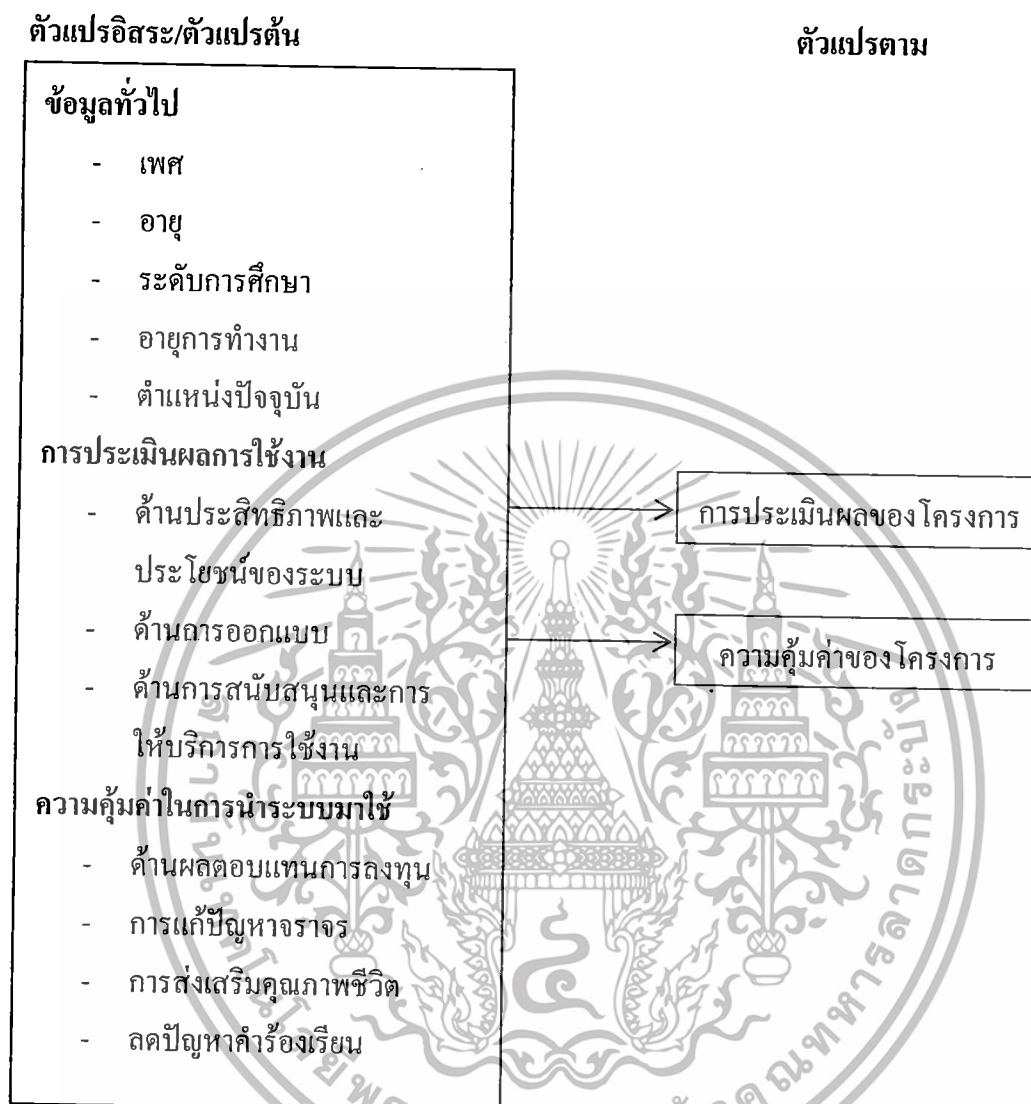 ตัวแปรอิสระ/ตัวแปรต้น
ตัวแปรตาม
ข้อมูลทั่วไป
- เพศ
- อายุ
- ระดับการศึกษา
- อายุการทำงาน
- ตำแหน่งปัจจุบัน
การประเมินผลการใช้งาน
- ด้านประสิทธิภาพและ
ประโยชน์ของระบบ
- ด้านการออกแบบ
- ด้านการสนับสนุนและการ
ให้บริการการใช้งาน
ความคุ้มค่าในการนำระบบมาใช้
- ด้านผลตอบแทนการลงทุน
- การแก้ปัญหาจราจร
- การส่งเสริมคุณภาพชีวิต
- ลดปัญหาคำร้องเรียน
การประเมินผลของโครงการ
ความคุ้มค่าของโครงการ